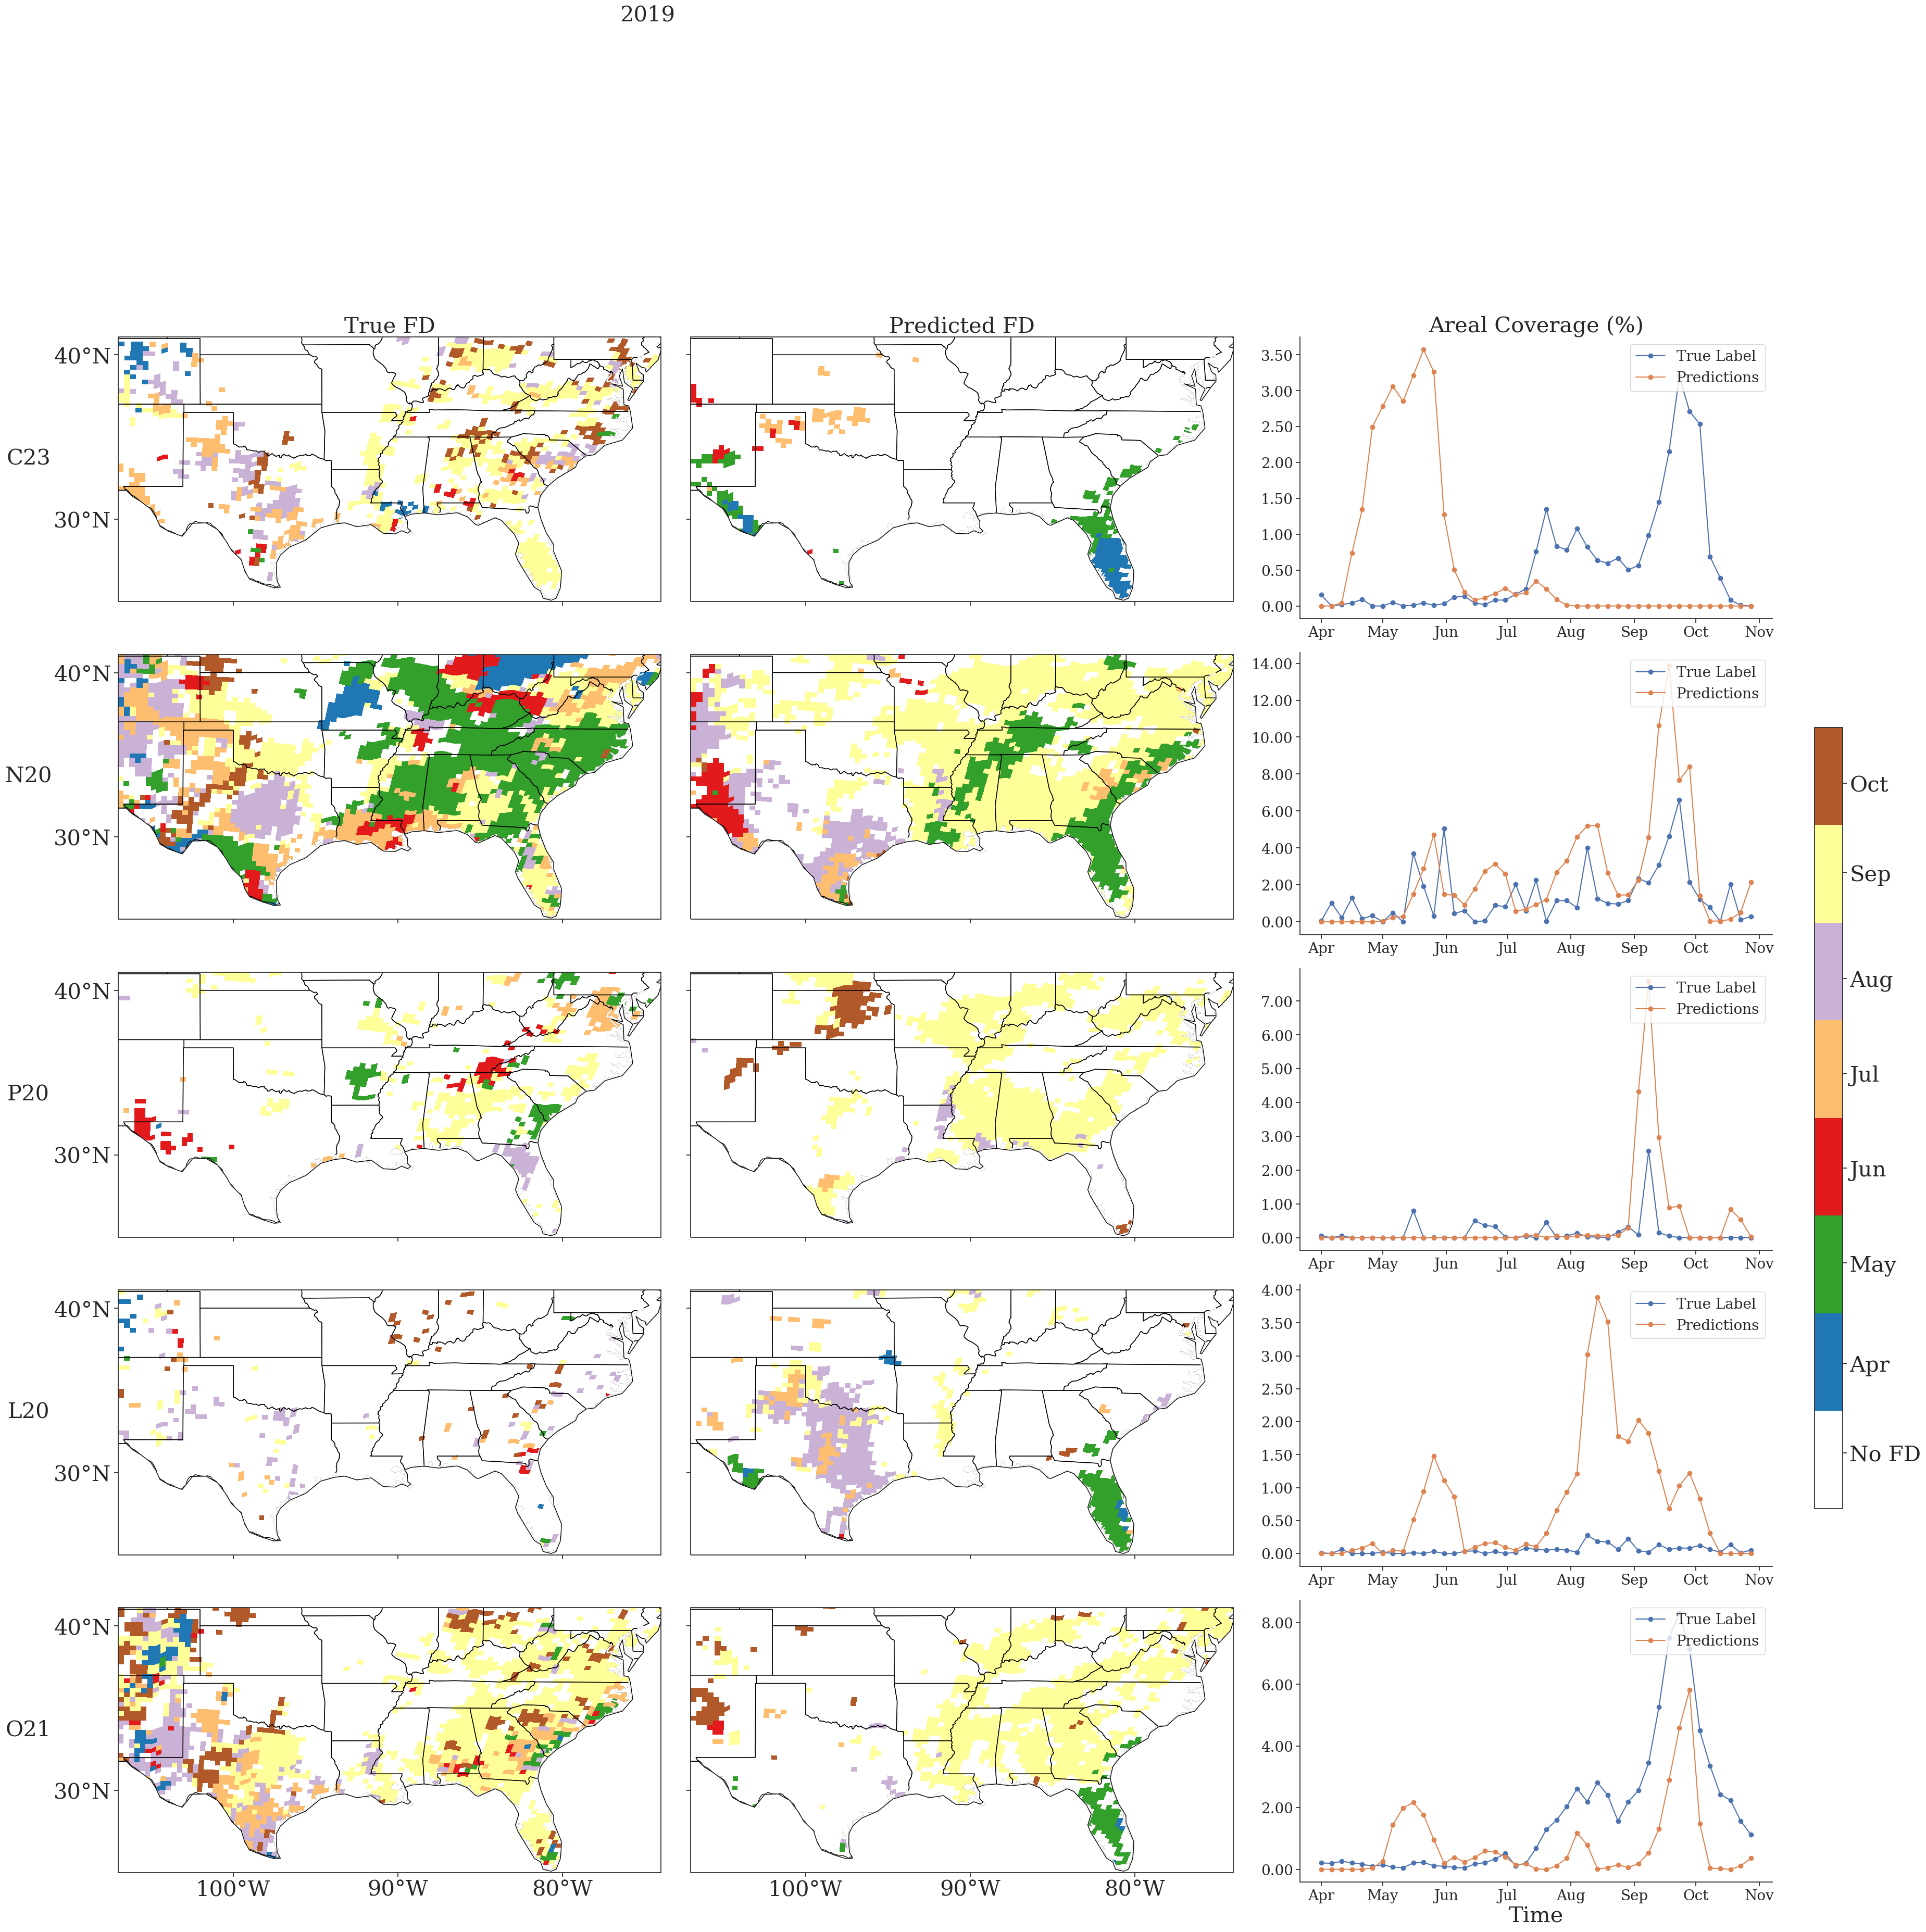 2019
True FD
Predicted FD
Areal Coverage (%)
C23
40°N
30°N
3.50
3.00
2.50
2.00
1.50
1.00
0.50
0.00
True Label
Predictions
Apr May Jun Jul Aug Sep Oct Nov
N20
40°N
30°N
14.00
12.00
10.00
8.00
6.00
4.00
2.00
0.00
True Label
Predictions
Apr May Jun Jul Aug Sep Oct Nov
P20
40°N
30°N
7.00
6.00
5.00
4.00
3.00
2.00
1.00
0.00
True Label
Predictions
Apr May Jun Jul Aug Sep Oct Nov
L20
40°N
30°N
4.00
3.50
3.00
2.50
2.00
1.50
1.00
0.50
0.00
True Label
Predictions
Apr May Jun Jul Aug Sep Oct Nov
O21
40°N
30°N
100°W 90°W 80°W
100°W 90°W 80°W
8.00
6.00
4.00
2.00
0.00
True Label
Predictions
Apr May Jun Jul Aug Sep Oct Nov
Time
Oct
Sep
Aug
Jul
Jun
May
Apr
No FD